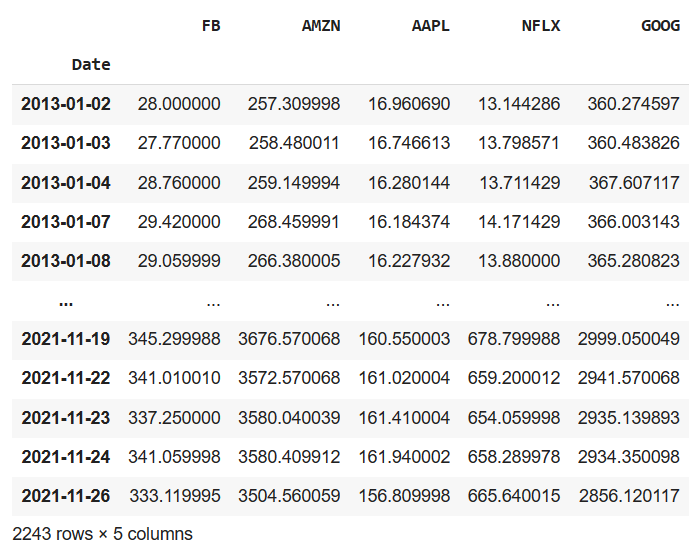 FB AMZN AAPL NFLX GOOG
Date
2013-01-02 28.000000 257.309998 16.960690 13.144286 360.274597
2013-01-03 27.770000 258.480011 16.746613 13.798571 360.483826
2013-01-04 28.760000 259.149994 16.280144 13.711429 367.607117
2013-01-07 29.420000 268.459991 16.184374 14.171429 366.003143
2013-01-08 29.059999 266.380005 16.227932 13.880000 365.280823
... ... ... ... ... ...
2021-11-19 345.299988 3676.570068 160.550003 678.799988 2999.050049
2021-11-22 341.010010 3572.570068 161.020004 659.200012 2941.570068
2021-11-23 337.250000 3580.040039 161.410004 654.059998 2935.139893
2021-11-24 341.059998 3580.409912 161.940002 658.289978 2934.350098
2021-11-26 333.119995 3504.560059 156.809998 665.640015 2856.120117
2243 rows × 5 columns